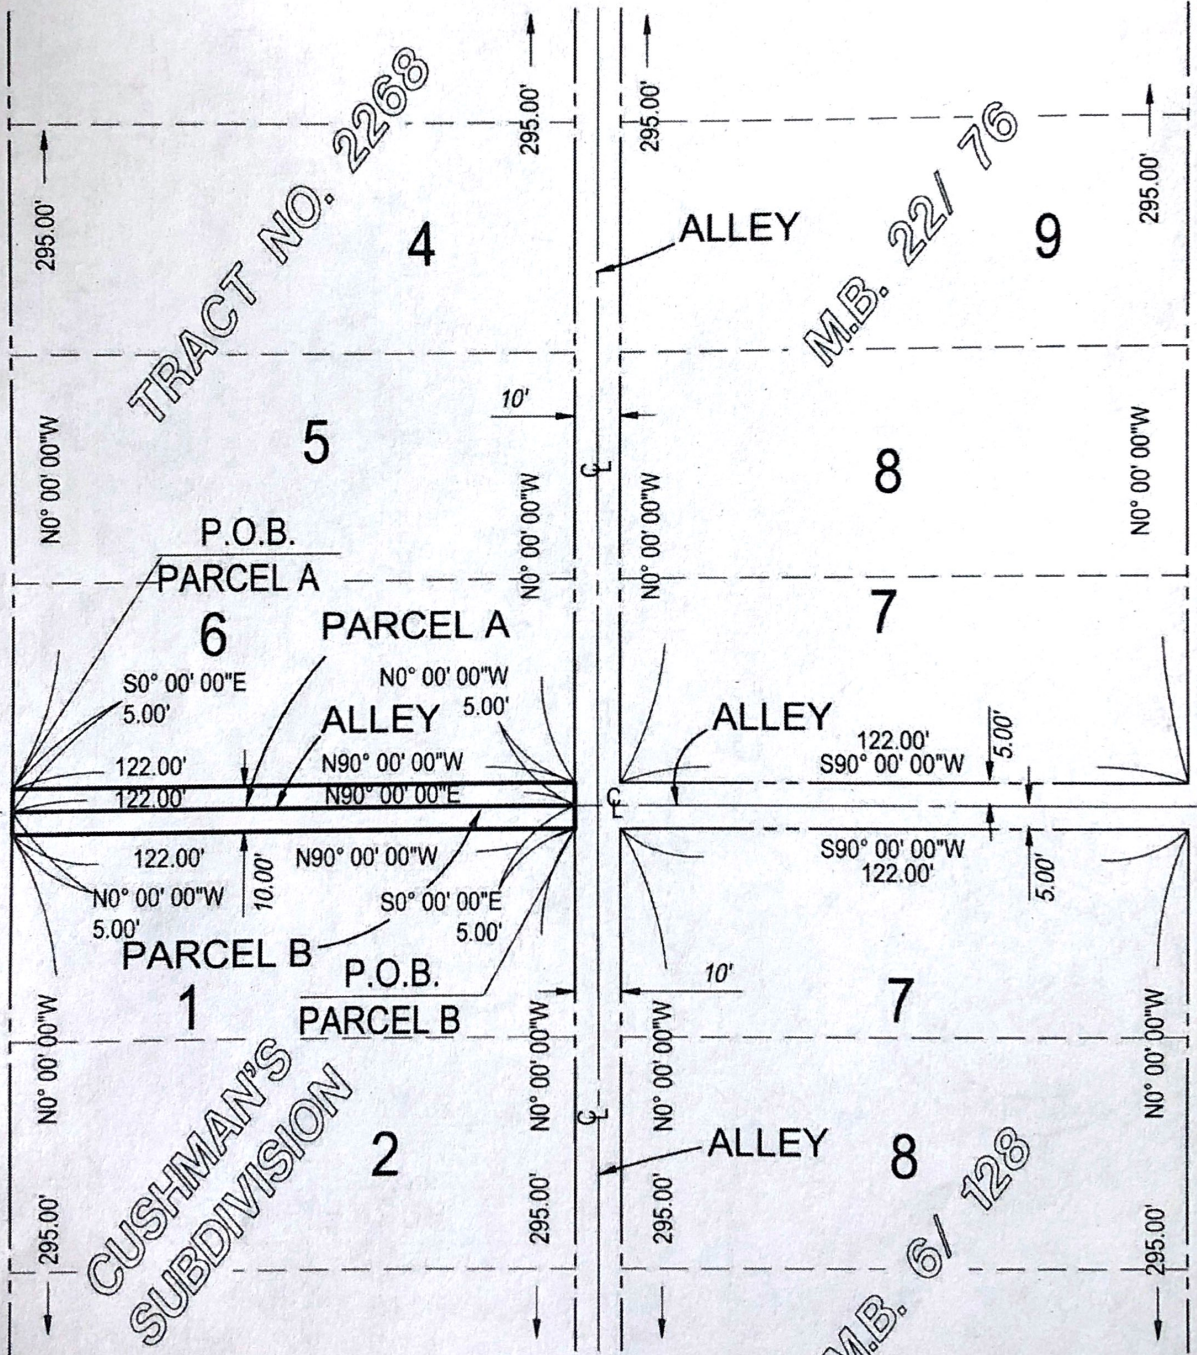 295.00'
295.00'
295.00'
295.00'
TRACT NO. 2268
M.B. 22/ 76
4
ALLEY
9
10'
5
8
N0° 00' 00"W
N0° 00' 00"W
N0° 00' 00"W
N0° 00' 00"W
CL
P.O.B.
PARCEL A
6
PARCEL A
7
S0° 00' 00"E
5.00'
N0° 00' 00"W
5.00'
ALLEY
ALLEY
122.00'
N90° 00' 00"W
122.00'
S90° 00' 00"W
5.00'
122.00'
N90° 00' 00"E
CL
122.00'
N90° 00' 00"W
10.00'
S90° 00' 00"W
122.00'
5.00'
N0° 00' 00"W
5.00'
S0° 00' 00"E
5.00'
PARCEL B
P.O.B.
PARCEL B
10'
1
7
N0° 00' 00"W
N0° 00' 00"W
N0° 00' 00"W
N0° 00' 00"W
CL
CUSHMAN'S
SUBDIVISION
2
ALLEY
8
M.B. 6/ 128
295.00'
295.00'
295.00'
295.00'